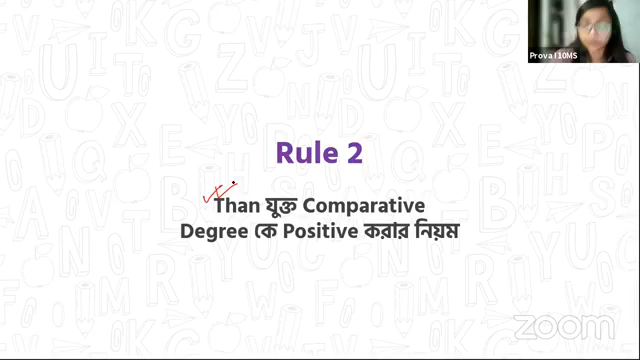 Prova I 10MS
Rule 2
Than যুক্ত Comparative
Degree কে Positive করার নিয়ম
zoom